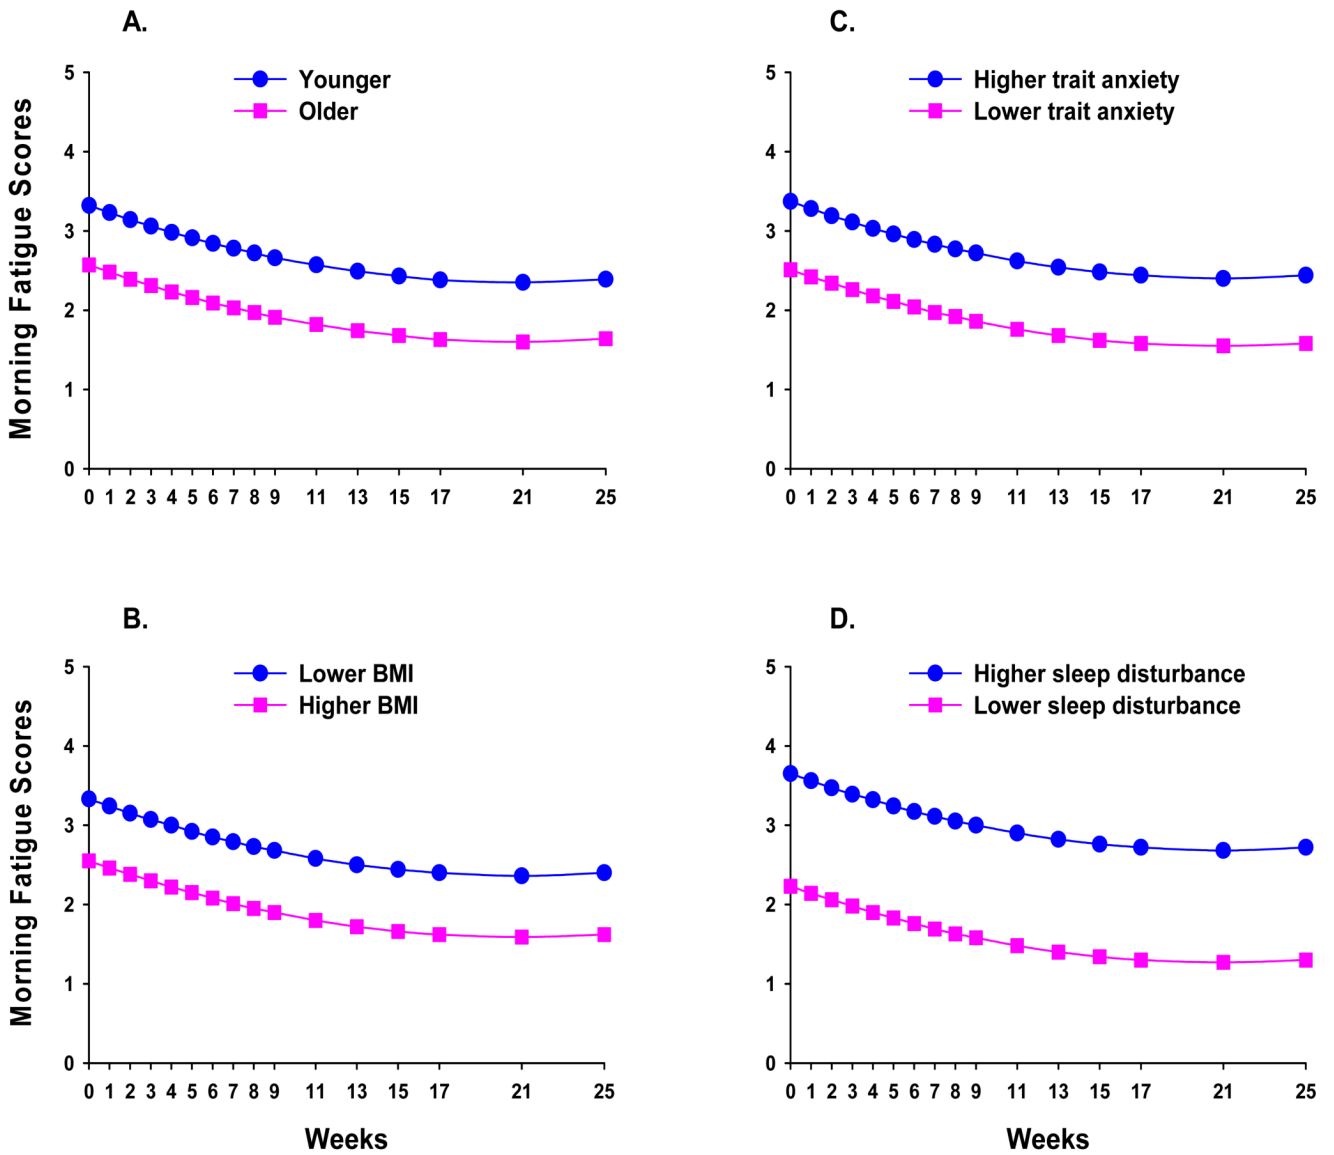 A.
Morning Fatigue Scores
Younger
Older
5
4
3
2
1
0
0 1 2 3 4 5 6 7 8 9 11 13 15 17 21 25
C.
Higher trait anxiety
Lower trait anxiety
5
4
3
2
1
0
0 1 2 3 4 5 6 7 8 9 11 13 15 17 21 25
B.
Morning Fatigue Scores
Lower BMI
Higher BMI
5
4
3
2
1
0
0 1 2 3 4 5 6 7 8 9 11 13 15 17 21 25
Weeks
D.
Higher sleep disturbance
Lower sleep disturbance
5
4
3
2
1
0
0 1 2 3 4 5 6 7 8 9 11 13 15 17 21 25
Weeks